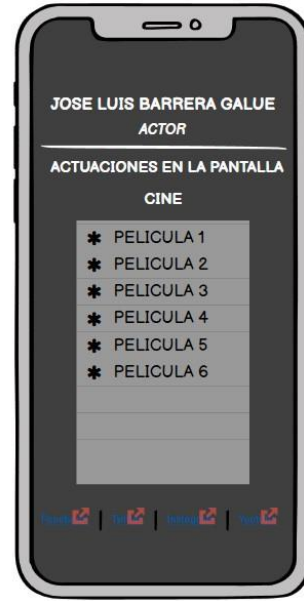 JOSE LUIS BARRERA GALUE
ACTOR
ACTUACIONES EN LA PANTALLA
CINE
* PELICULA 1
* PELICULA 2
* PELICULA 3
* PELICULA 4
* PELICULA 5
* PELICULA 6
| | |